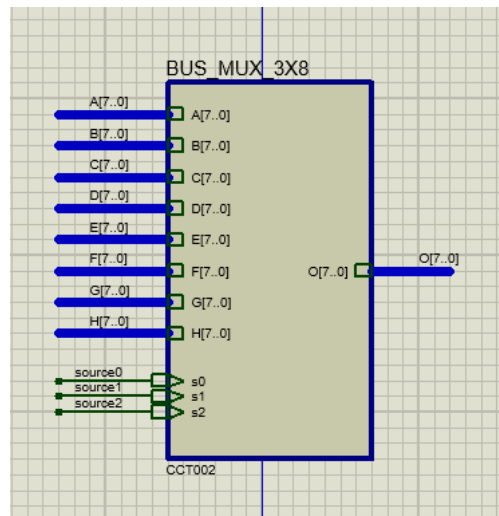 BUS_MUX_3X8
A[7..0] A[7..0]
B[7..0] B[7..0]
C[7..0] C[7..0]
D[7..0] D[7..0]
E[7..0] E[7..0]
F[7..0] F[7..0] O[7..0] O[7..0]
G[7..0] G[7..0]
H[7..0] H[7..0]
source0 s0
source1 s1
source2 s2
CCT002